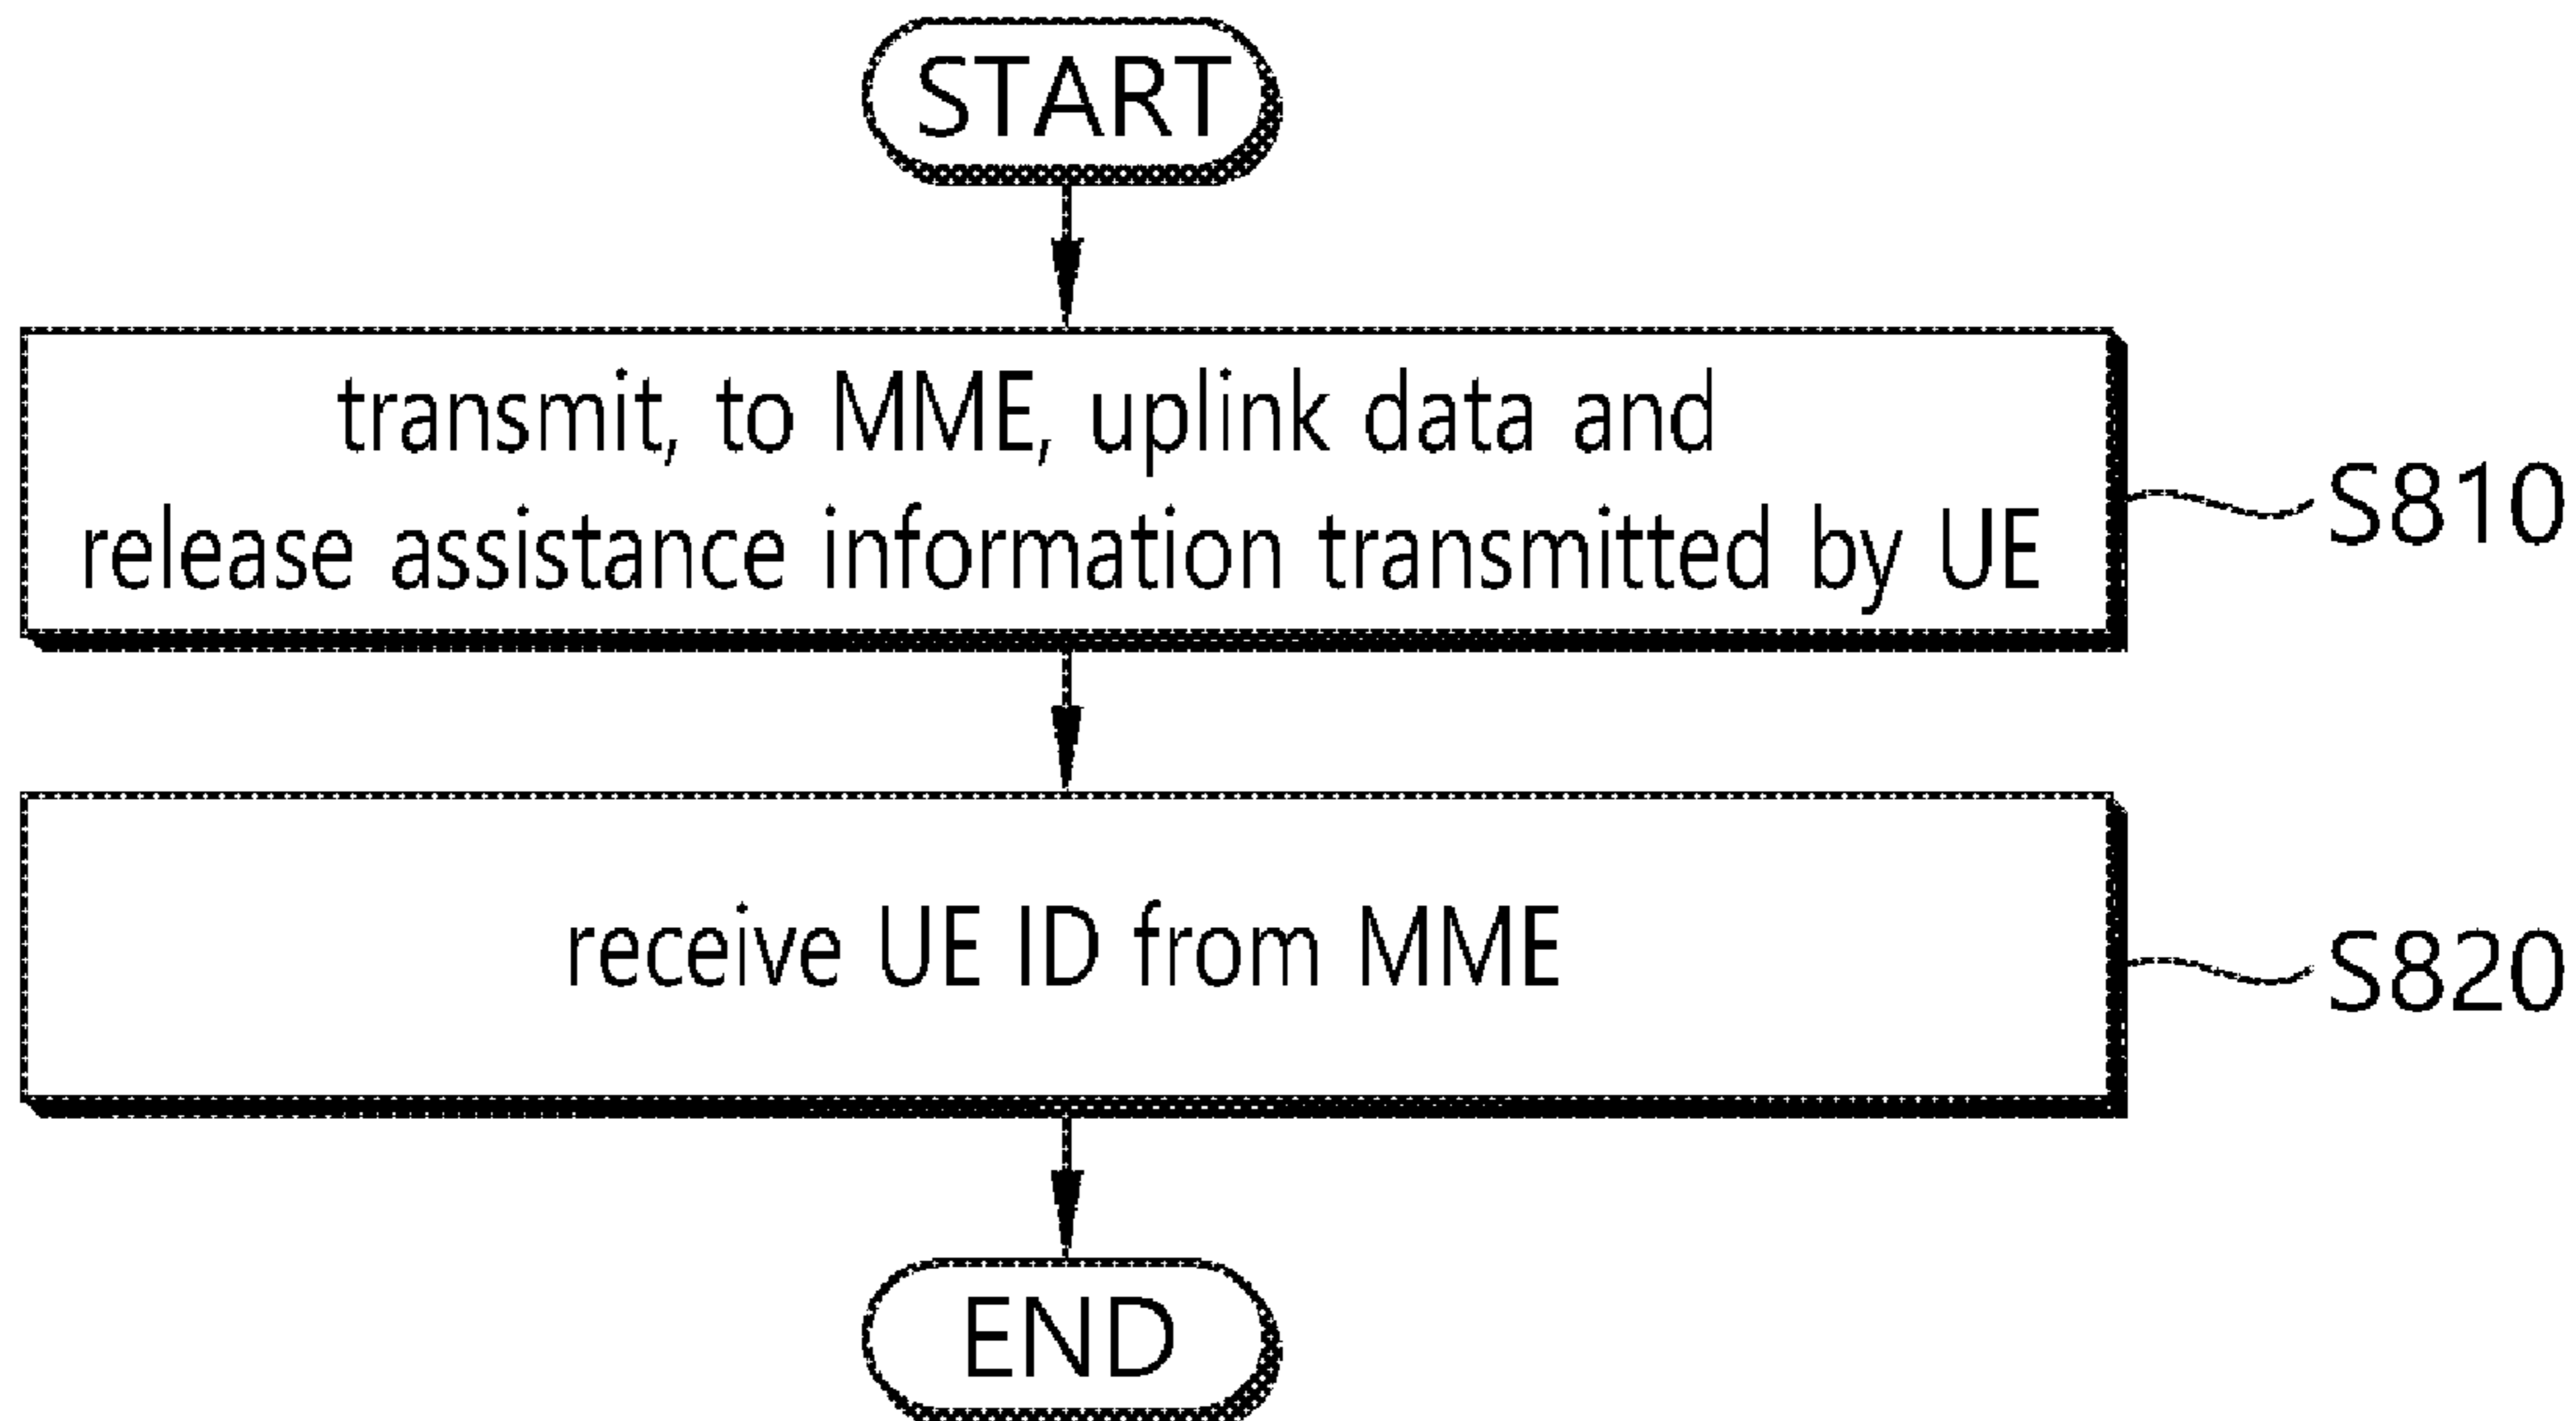 START
transmit, to MME, uplink data and
release assistance information transmitted by UE
S810
receive UE ID from MME
S820
END